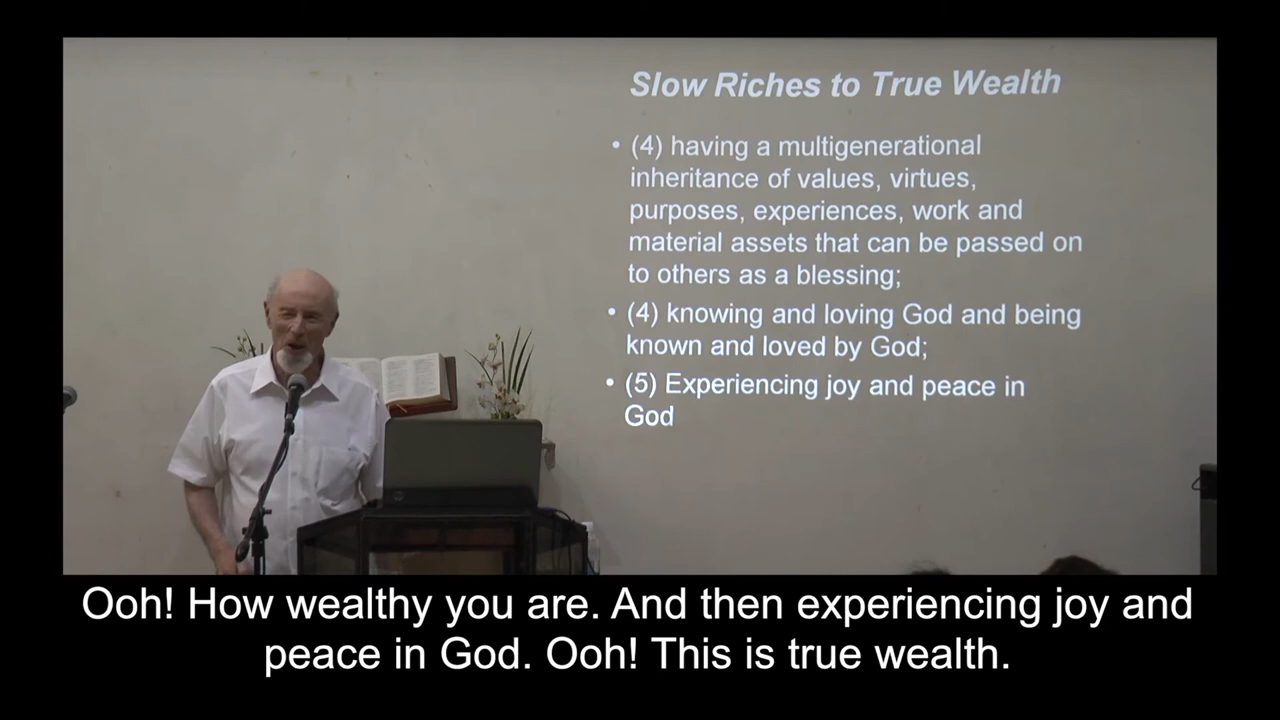 Slow Riches to True Wealth
• (4) having a multigenerational
inheritance of values, virtues,
purposes, experiences, work and
material assets that can be passed on
to others as a blessing;
• (4) knowing and loving God and being
known and loved by God;
• (5) Experiencing joy and peace in
God
Ooh! How wealthy you are. And then experiencing joy and
peace in God. Ooh! This is true wealth.